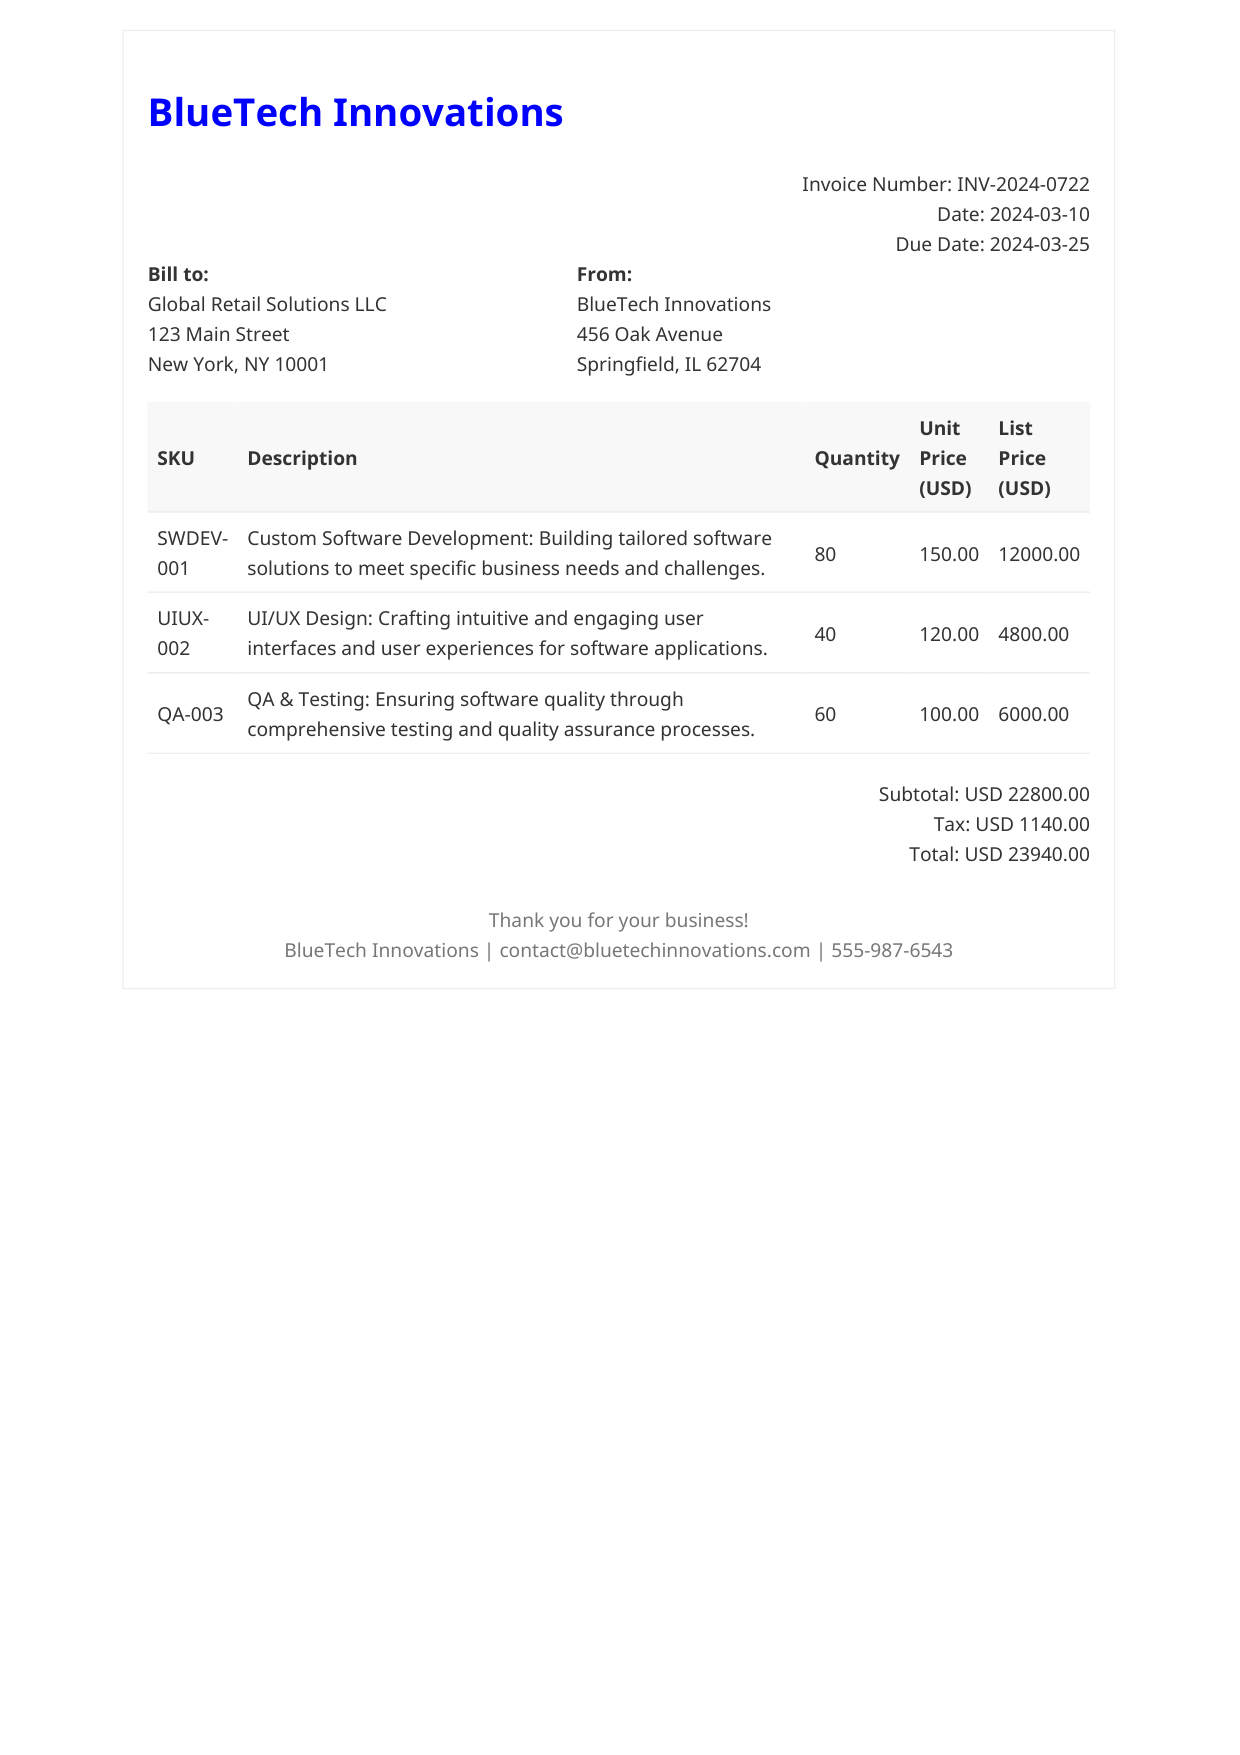 BlueTech Innovations
Invoice Number: INV-2024-0722
Date: 2024-03-10
Due Date: 2024-03-25
Bill to:
Global Retail Solutions LLC
123 Main Street
New York, NY 10001
From:
BlueTech Innovations
456 Oak Avenue
Springfield, IL 62704
SKU Description Quantity Unit Price (USD) List Price (USD)
SWDEV-001 Custom Software Development: Building tailored software solutions to meet specific business needs and challenges. 80 150.00 12000.00
UIUX-002 UI/UX Design: Crafting intuitive and engaging user interfaces and user experiences for software applications. 40 120.00 4800.00
QA-003 QA & Testing: Ensuring software quality through comprehensive testing and quality assurance processes. 60 100.00 6000.00
Subtotal: USD 22800.00
Tax: USD 1140.00
Total: USD 23940.00
Thank you for your business!
BlueTech Innovations | contact@bluetechinnovations.com | 555-987-6543